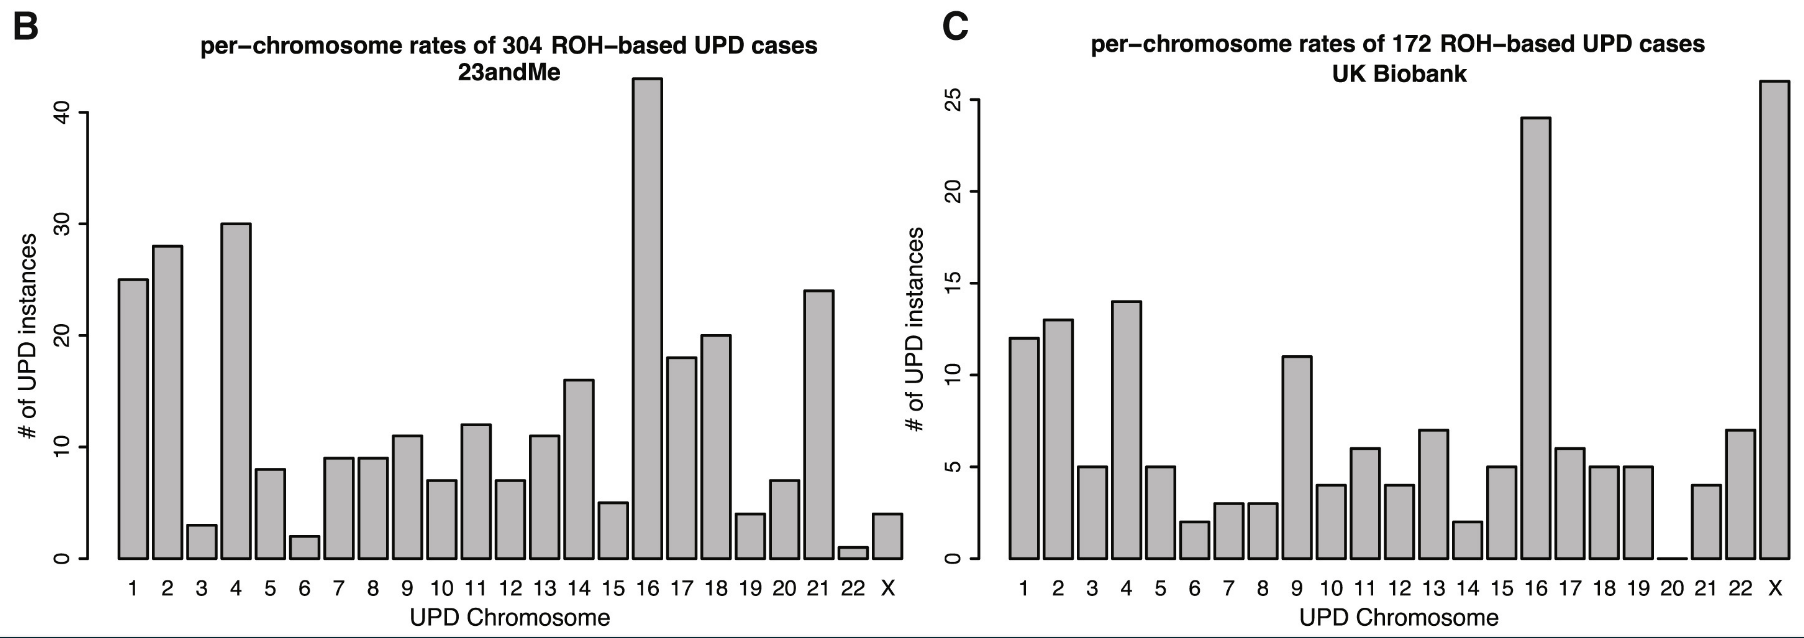 B
per−chromosome rates of 304 ROH−based UPD cases
23andMe
# of UPD instances
0 10 20 30 40
1 2 3 4 5 6 7 8 9 10 11 12 13 14 15 16 17 18 19 20 21 22 X
UPD Chromosome
C
per−chromosome rates of 172 ROH−based UPD cases
UK Biobank
# of UPD instances
0 5 10 15 20 25
1 2 3 4 5 6 7 8 9 10 11 12 13 14 15 16 17 18 19 20 21 22 X
UPD Chromosome